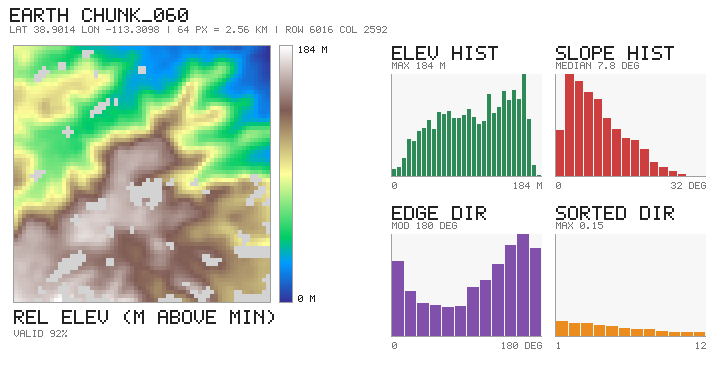 EARTH CHUNK_060
LAT 38.9014 LON -113.3098 | 64 PX = 2.56 KM | ROW 6016 COL 2592
184 M
0 M
REL ELEV (M ABOVE MIN)
VALID 92%
ELEV HIST
MAX 184 M
0
184 M
SLOPE HIST
MEDIAN 7.8 DEG
0
32 DEG
EDGE DIR
MOD 180 DEG
0
180 DEG
SORTED DIR
MAX 0.15
1
12